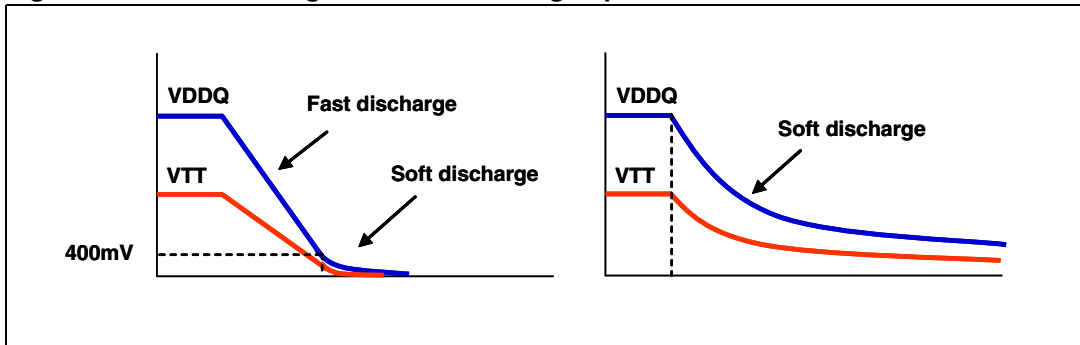 VDDQ
Fast discharge
VTT
Soft discharge
400mV
VDDQ
Soft discharge
VTT